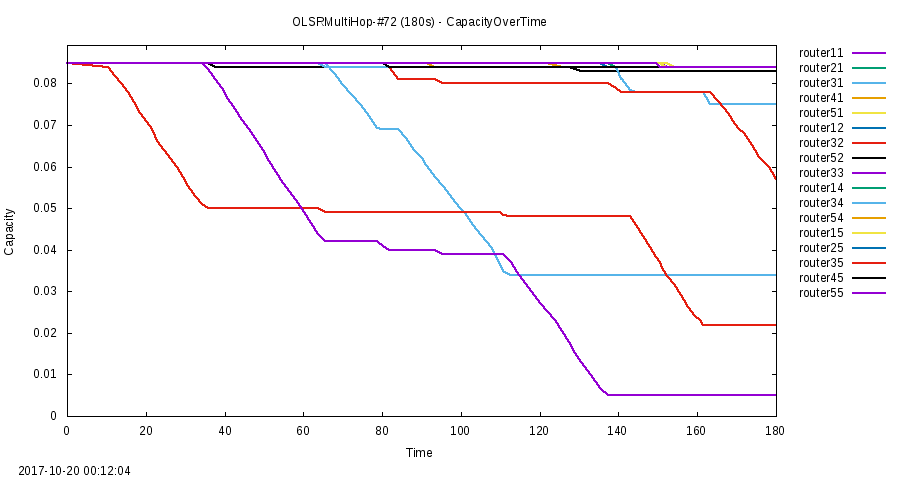 OLSRMultiHop-#72 (180s) - CapacityOverTime
router11
router21
router31
router41
router51
router12
router32
router52
router33
router14
router34
router54
router15
router25
router35
router45
router55
0.08
0.07
0.06
0.05
0.04
0.03
0.02
0.01
0
Capacity
0 20 40 60 80 100 120 140 160 180
Time
2017-10-20 00:12:04